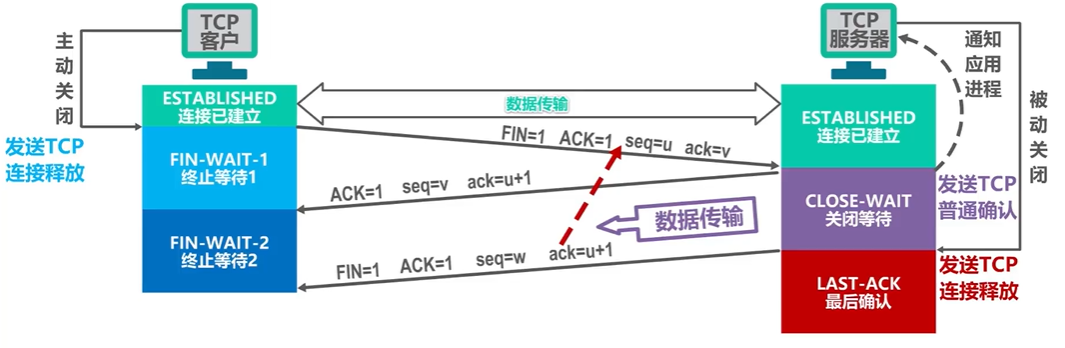 TCP
客户
TCP
服务器
主动关闭
通知
应用
进程
被动关闭
ESTABLISHED
连接已建立
数据传输
ESTABLISHED
连接已建立
发送TCP
连接释放
FIN=1 ACK=1 seq=u ack=v
FIN-WAIT-1
终止等待1
ACK=1 seq=v ack=u+1
CLOSE-WAIT
关闭等待
发送TCP
普通确认
数据传输
FIN-WAIT-2
终止等待2
FIN=1 ACK=1 seq=w ack=u+1
LAST-ACK
最后确认
发送TCP
连接释放